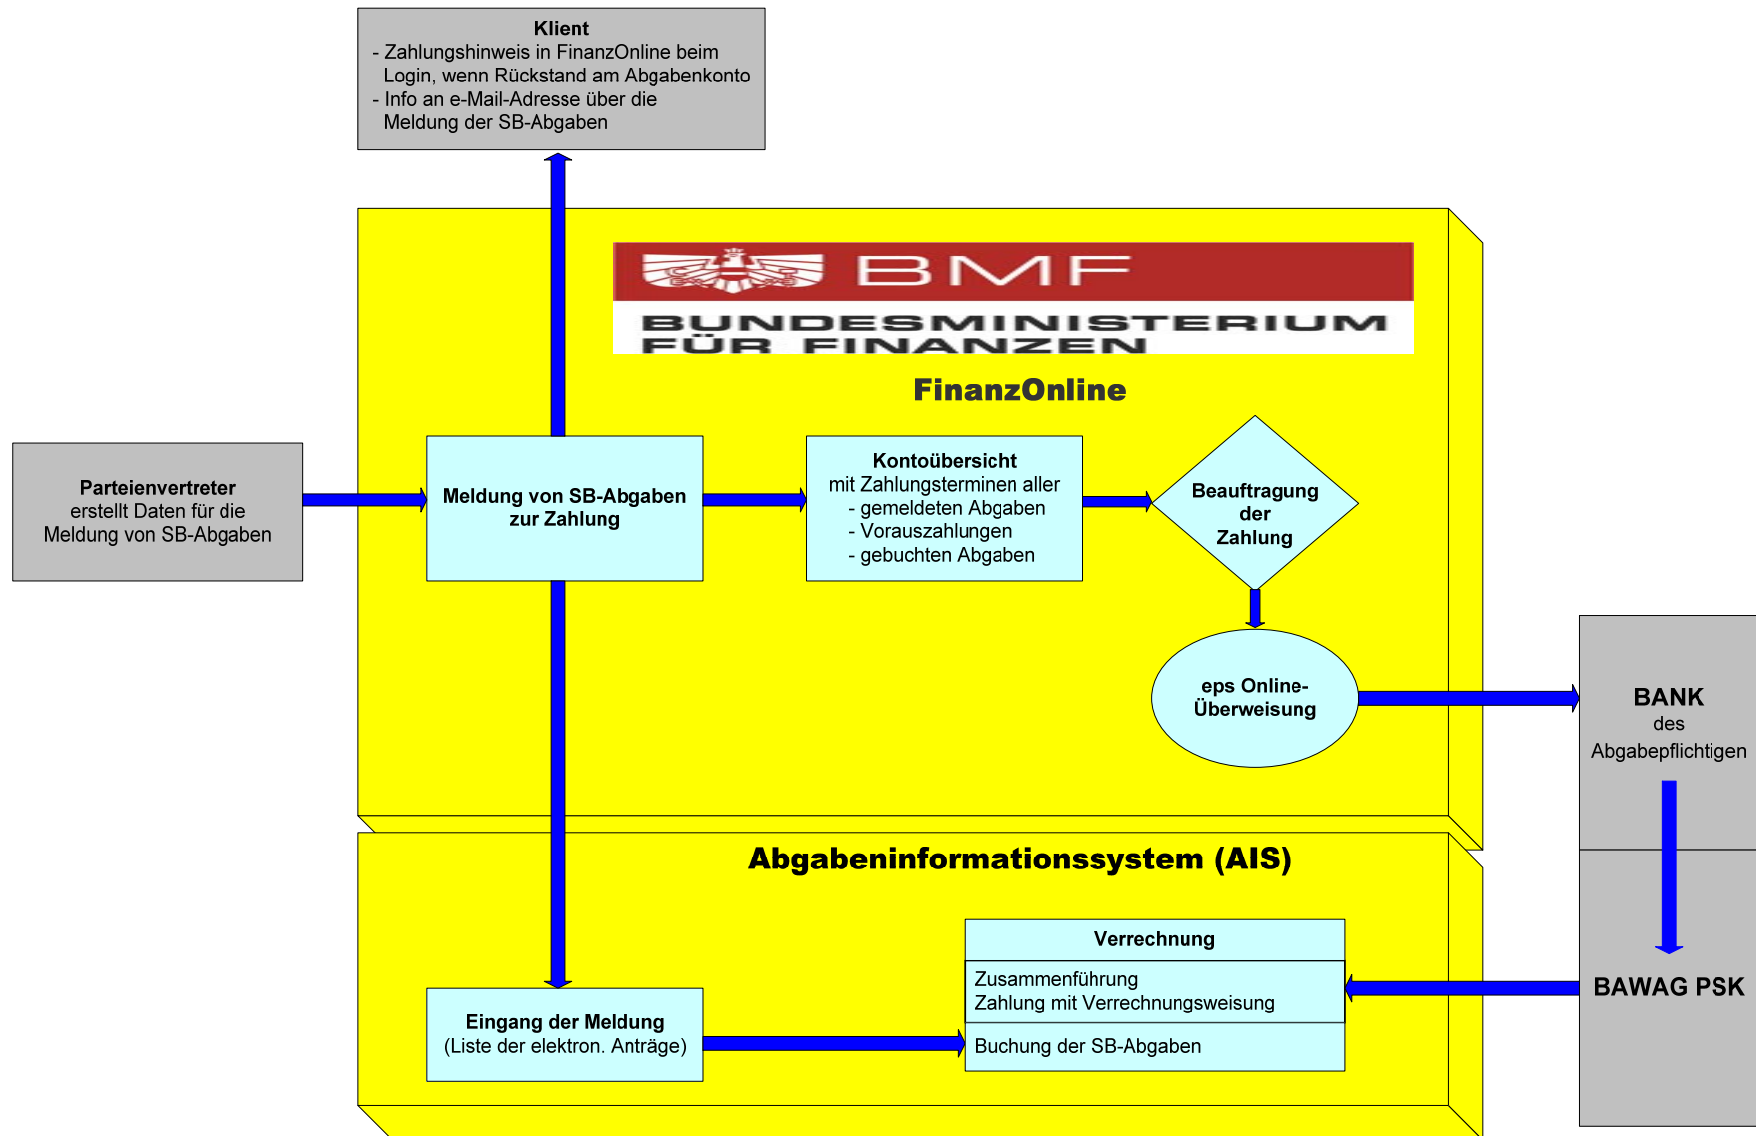 Klient
- Zahlungshinweis in FinanzOnline beim
Login, wenn Rückstand am Abgabenkonto
- Info an e-Mail-Adresse über die
Meldung der SB-Abgaben
BMF
BUNDESMINISTERIUM
FÜR FINANZEN
FinanzOnline
Parteienvertreter
erstellt Daten für die
Meldung von SB-Abgaben
Meldung von SB-Abgaben
zur Zahlung
Kontoübersicht
mit Zahlungsterminen aller
- gemeldeten Abgaben
- Vorauszahlungen
- gebuchten Abgaben
Beauftragung
der
Zahlung
eps Online-
Überweisung
BANK
des
Abgabepflichtigen
BAWAG PSK
Abgabeninformationssystem (AIS)
Verrechnung
Zusammenführung
Zahlung mit Verrechnungsweisung
Buchung der SB-Abgaben
Eingang der Meldung
(Liste der elektron. Anträge)